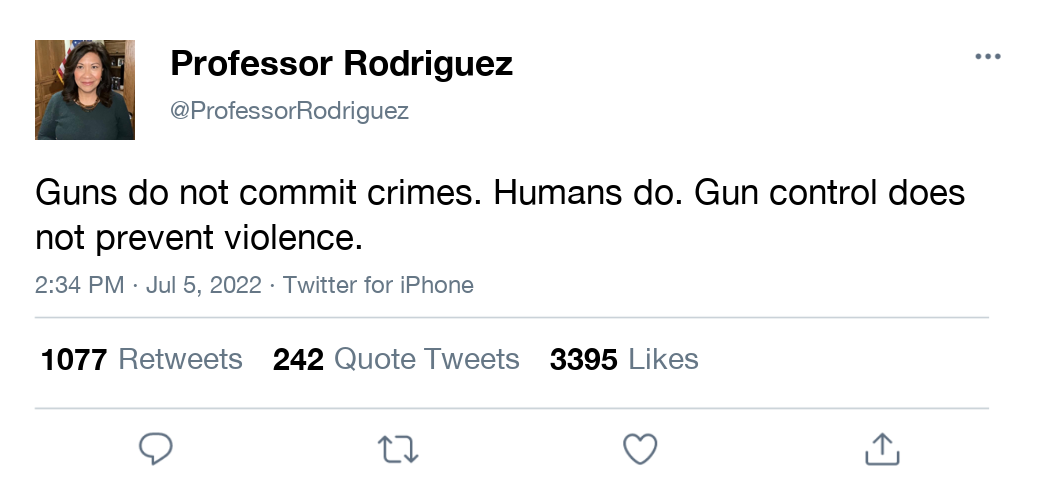 Professor Rodriguez
@ProfessorRodriguez
Guns do not commit crimes. Humans do. Gun control does
not prevent violence.
2:34 PM · Jul 5, 2022 · Twitter for iPhone
1077 Retweets 242 Quote Tweets 3395 Likes